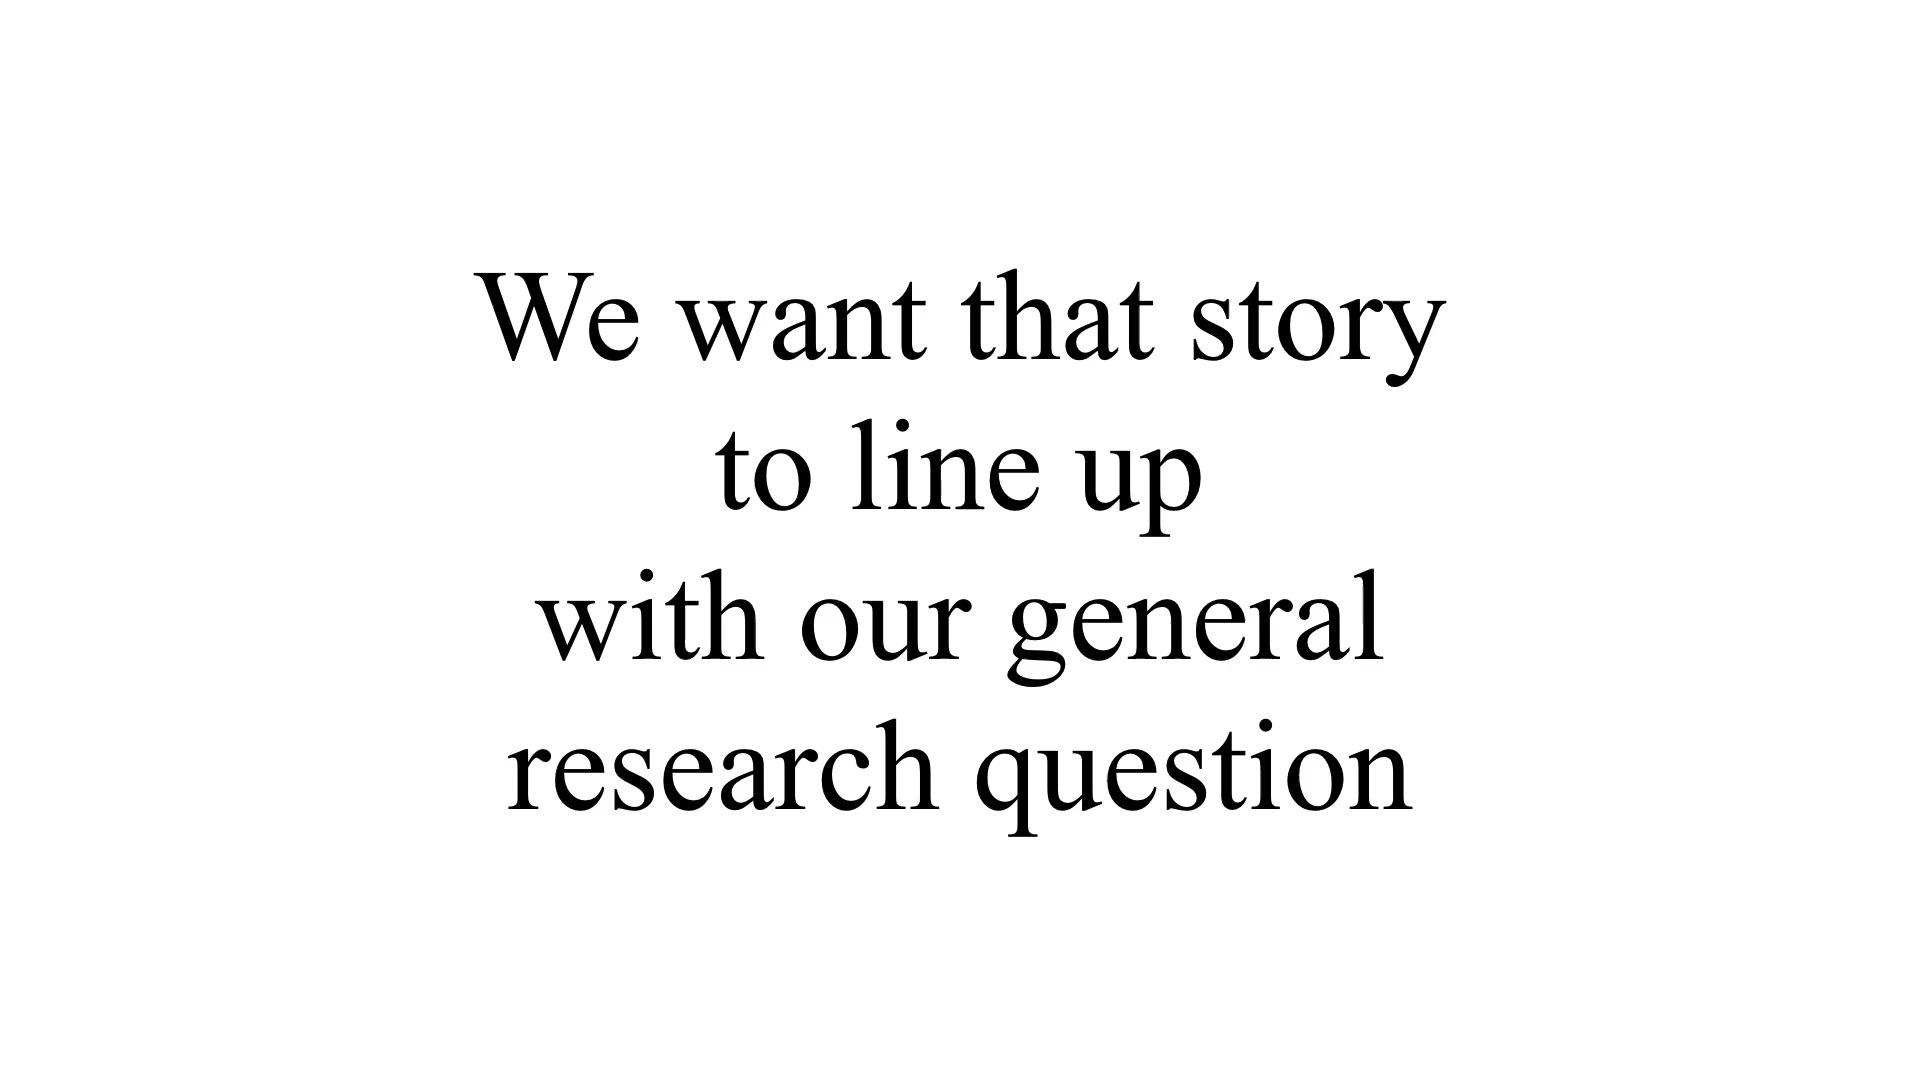 We want that story
to line up
with our general
research question